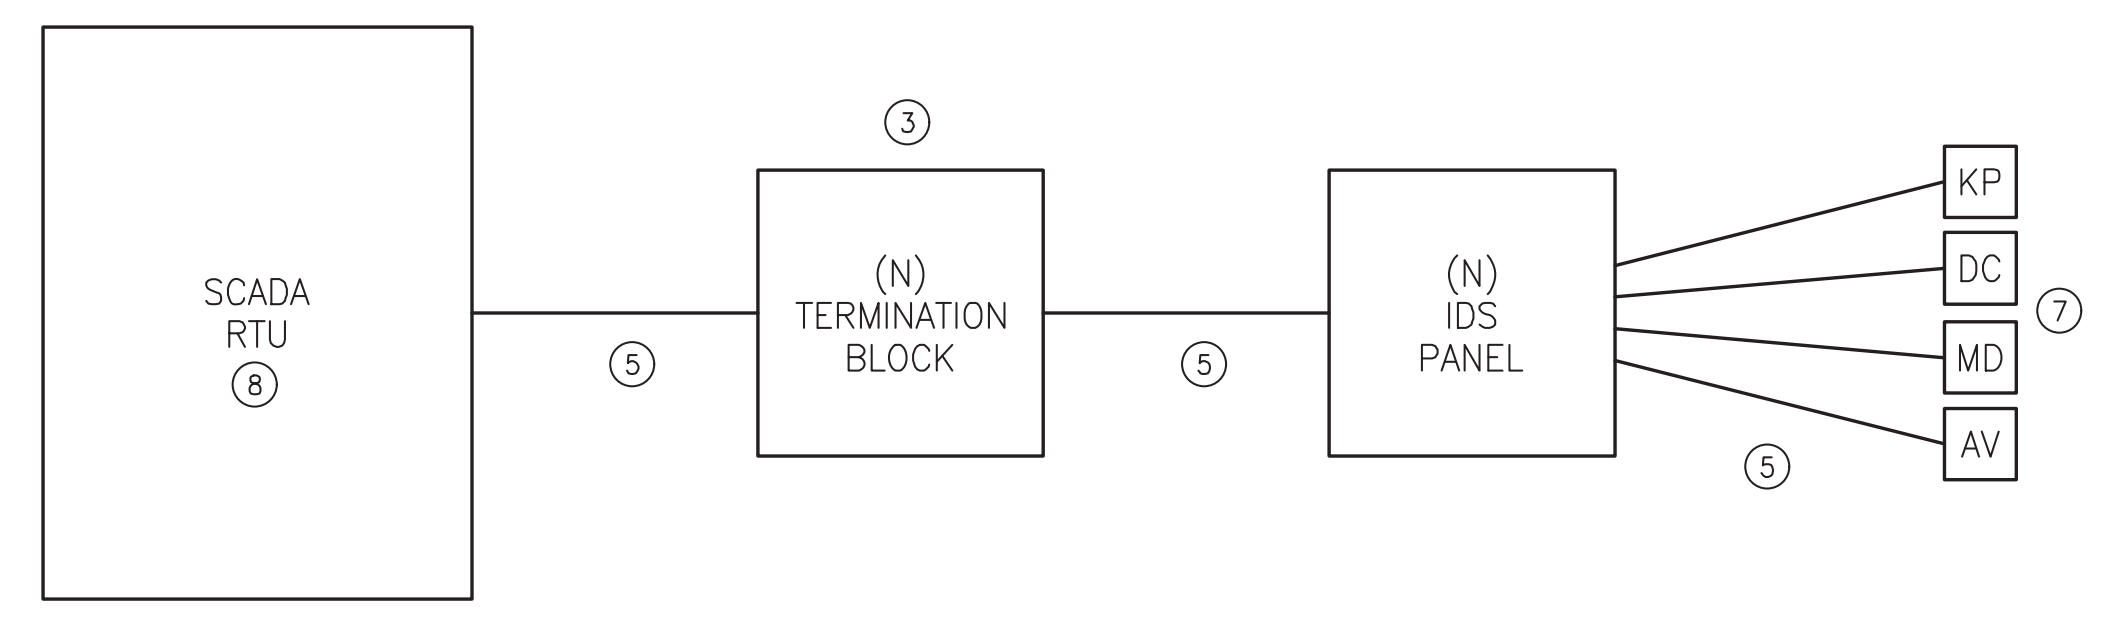 SCADA
RTU
8
5
3
(N)
TERMINATION
BLOCK
5
(N)
IDS
PANEL
5
KP
DC
MD
AV
7